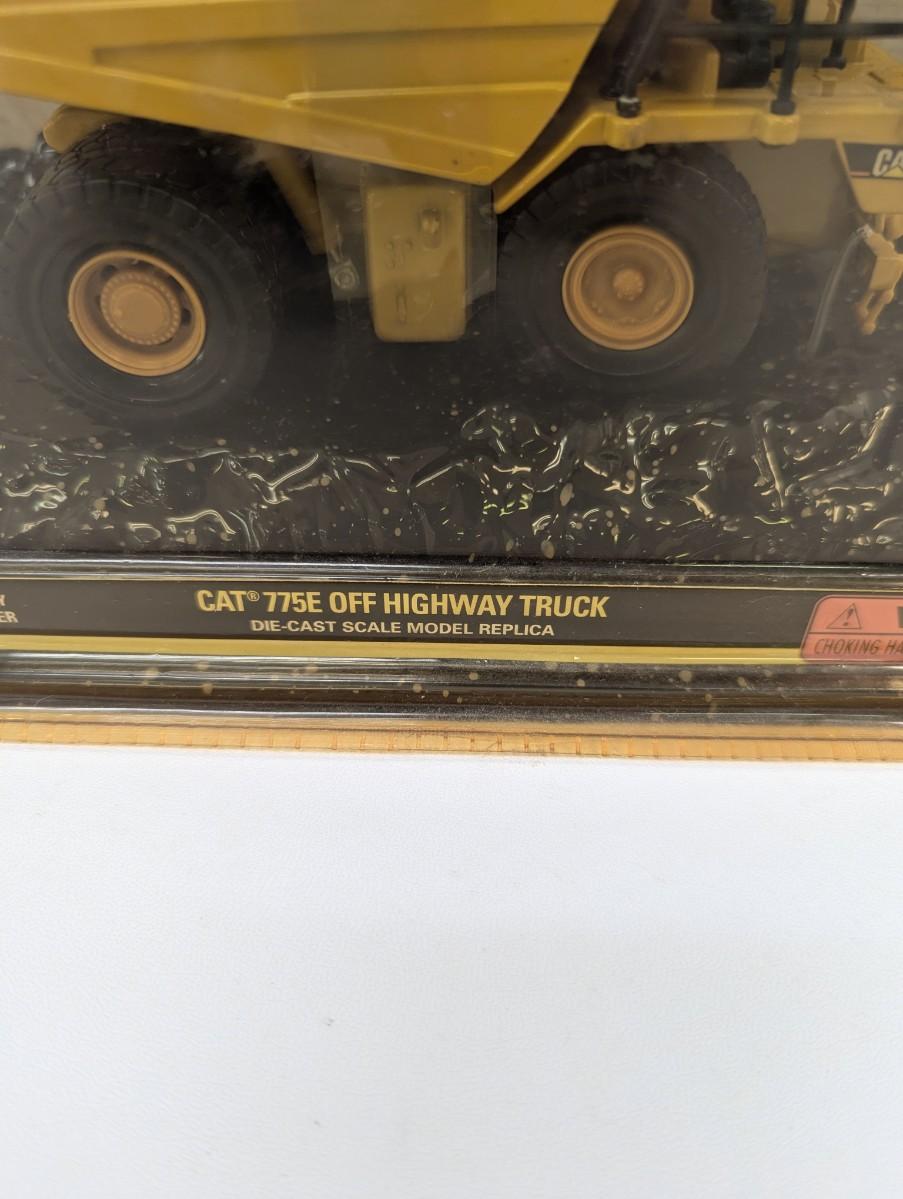 CAT® 775E OFF HIGHWAY TRUCK
DIE-CAST SCALE MODEL REPLICA